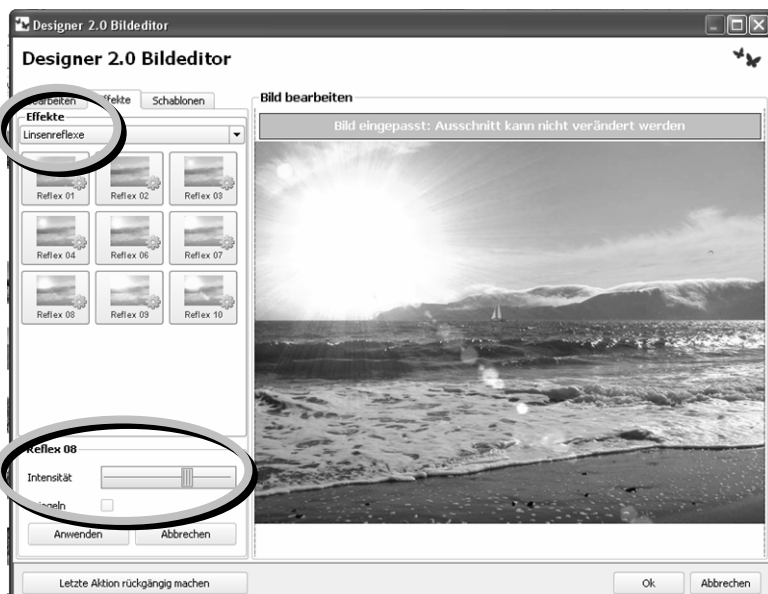 Designer 2.0 Bildeditor
Designer 2.0 Bildeditor
Bearbeiten Effekte Schablonen
Effekte
Linsenreflexe
Reflex 01 Reflex 02 Reflex 03
Reflex 04 Reflex 06 Reflex 07
Reflex 08 Reflex 09 Reflex 10
Reflex 08
Intensität
Spiegeln
Anwenden Abbrechen
Letzte Aktion rückgängig machen
Bild bearbeiten
Bild eingepasst: Ausschnitt kann nicht verändert werden
Ok Abbrechen